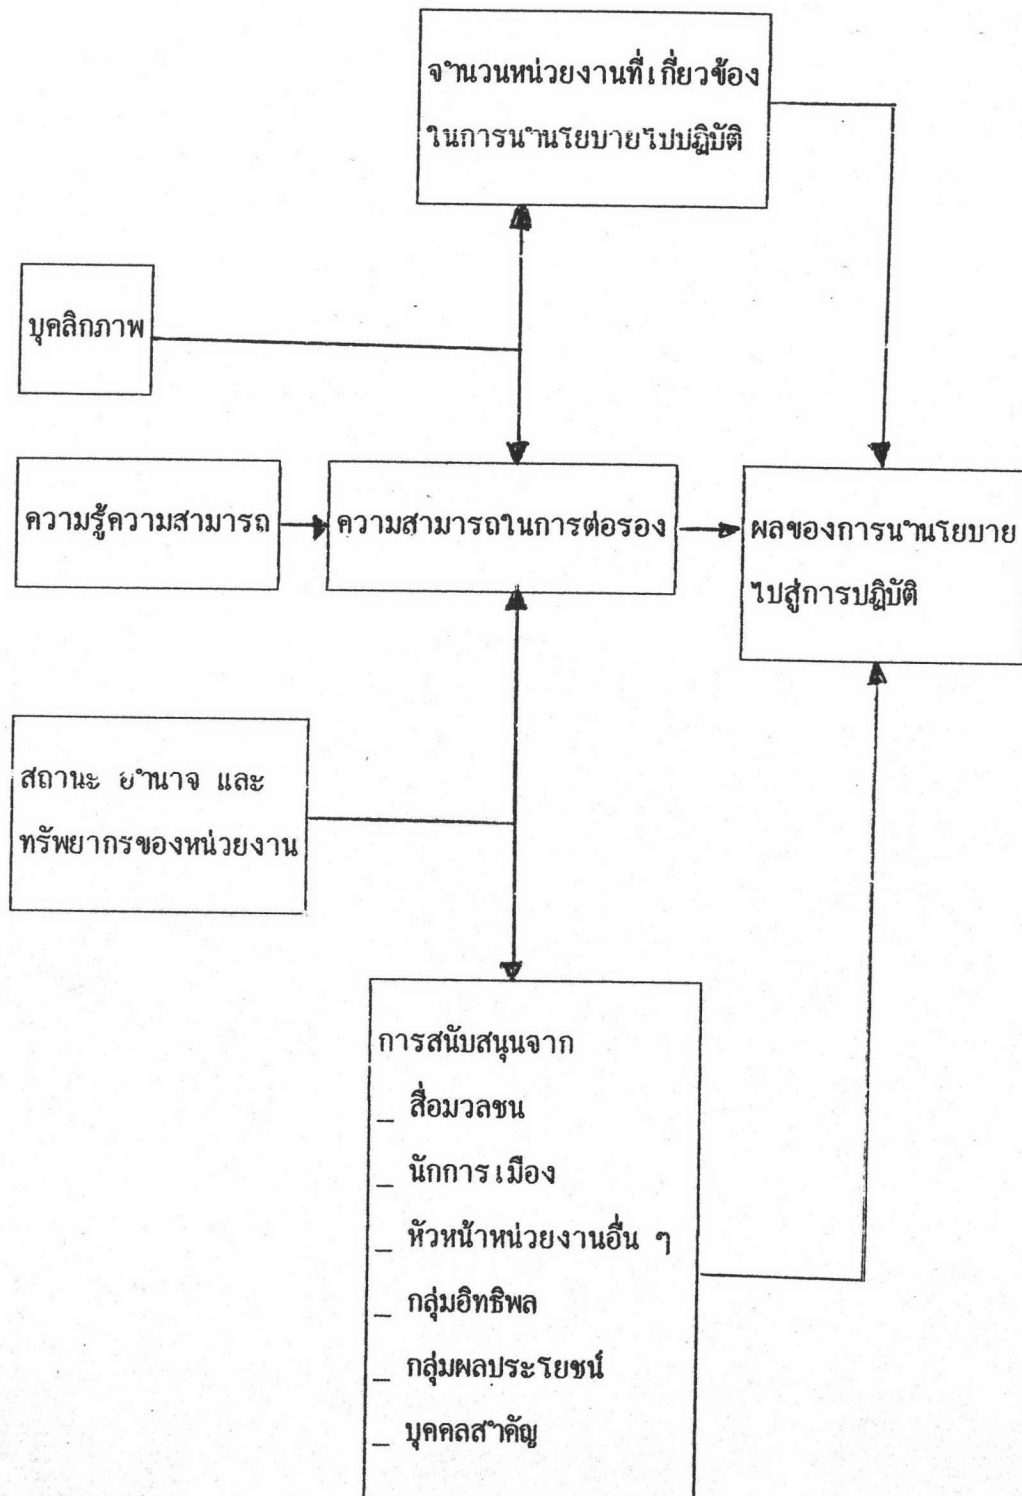 จำนวนหน่วยงานที่เกี่ยวข้อง
ในการนำนโยบายไปปฏิบัติ
บุคลิกภาพ
ความรู้ความสามารถ
ความสามารถในการต่อรอง
ผลของการนำนโยบาย
ไปสู่การปฏิบัติ
สถานะ อำนาจ และ
ทรัพยากรของหน่วยงาน
การสนับสนุนจาก
_ สื่อมวลชน
_ นักการเมือง
_ หัวหน้าหน่วยงานอื่น ๆ
_ กลุ่มอิทธิพล
_ กลุ่มผลประโยชน์
_ บุคคลสำคัญ